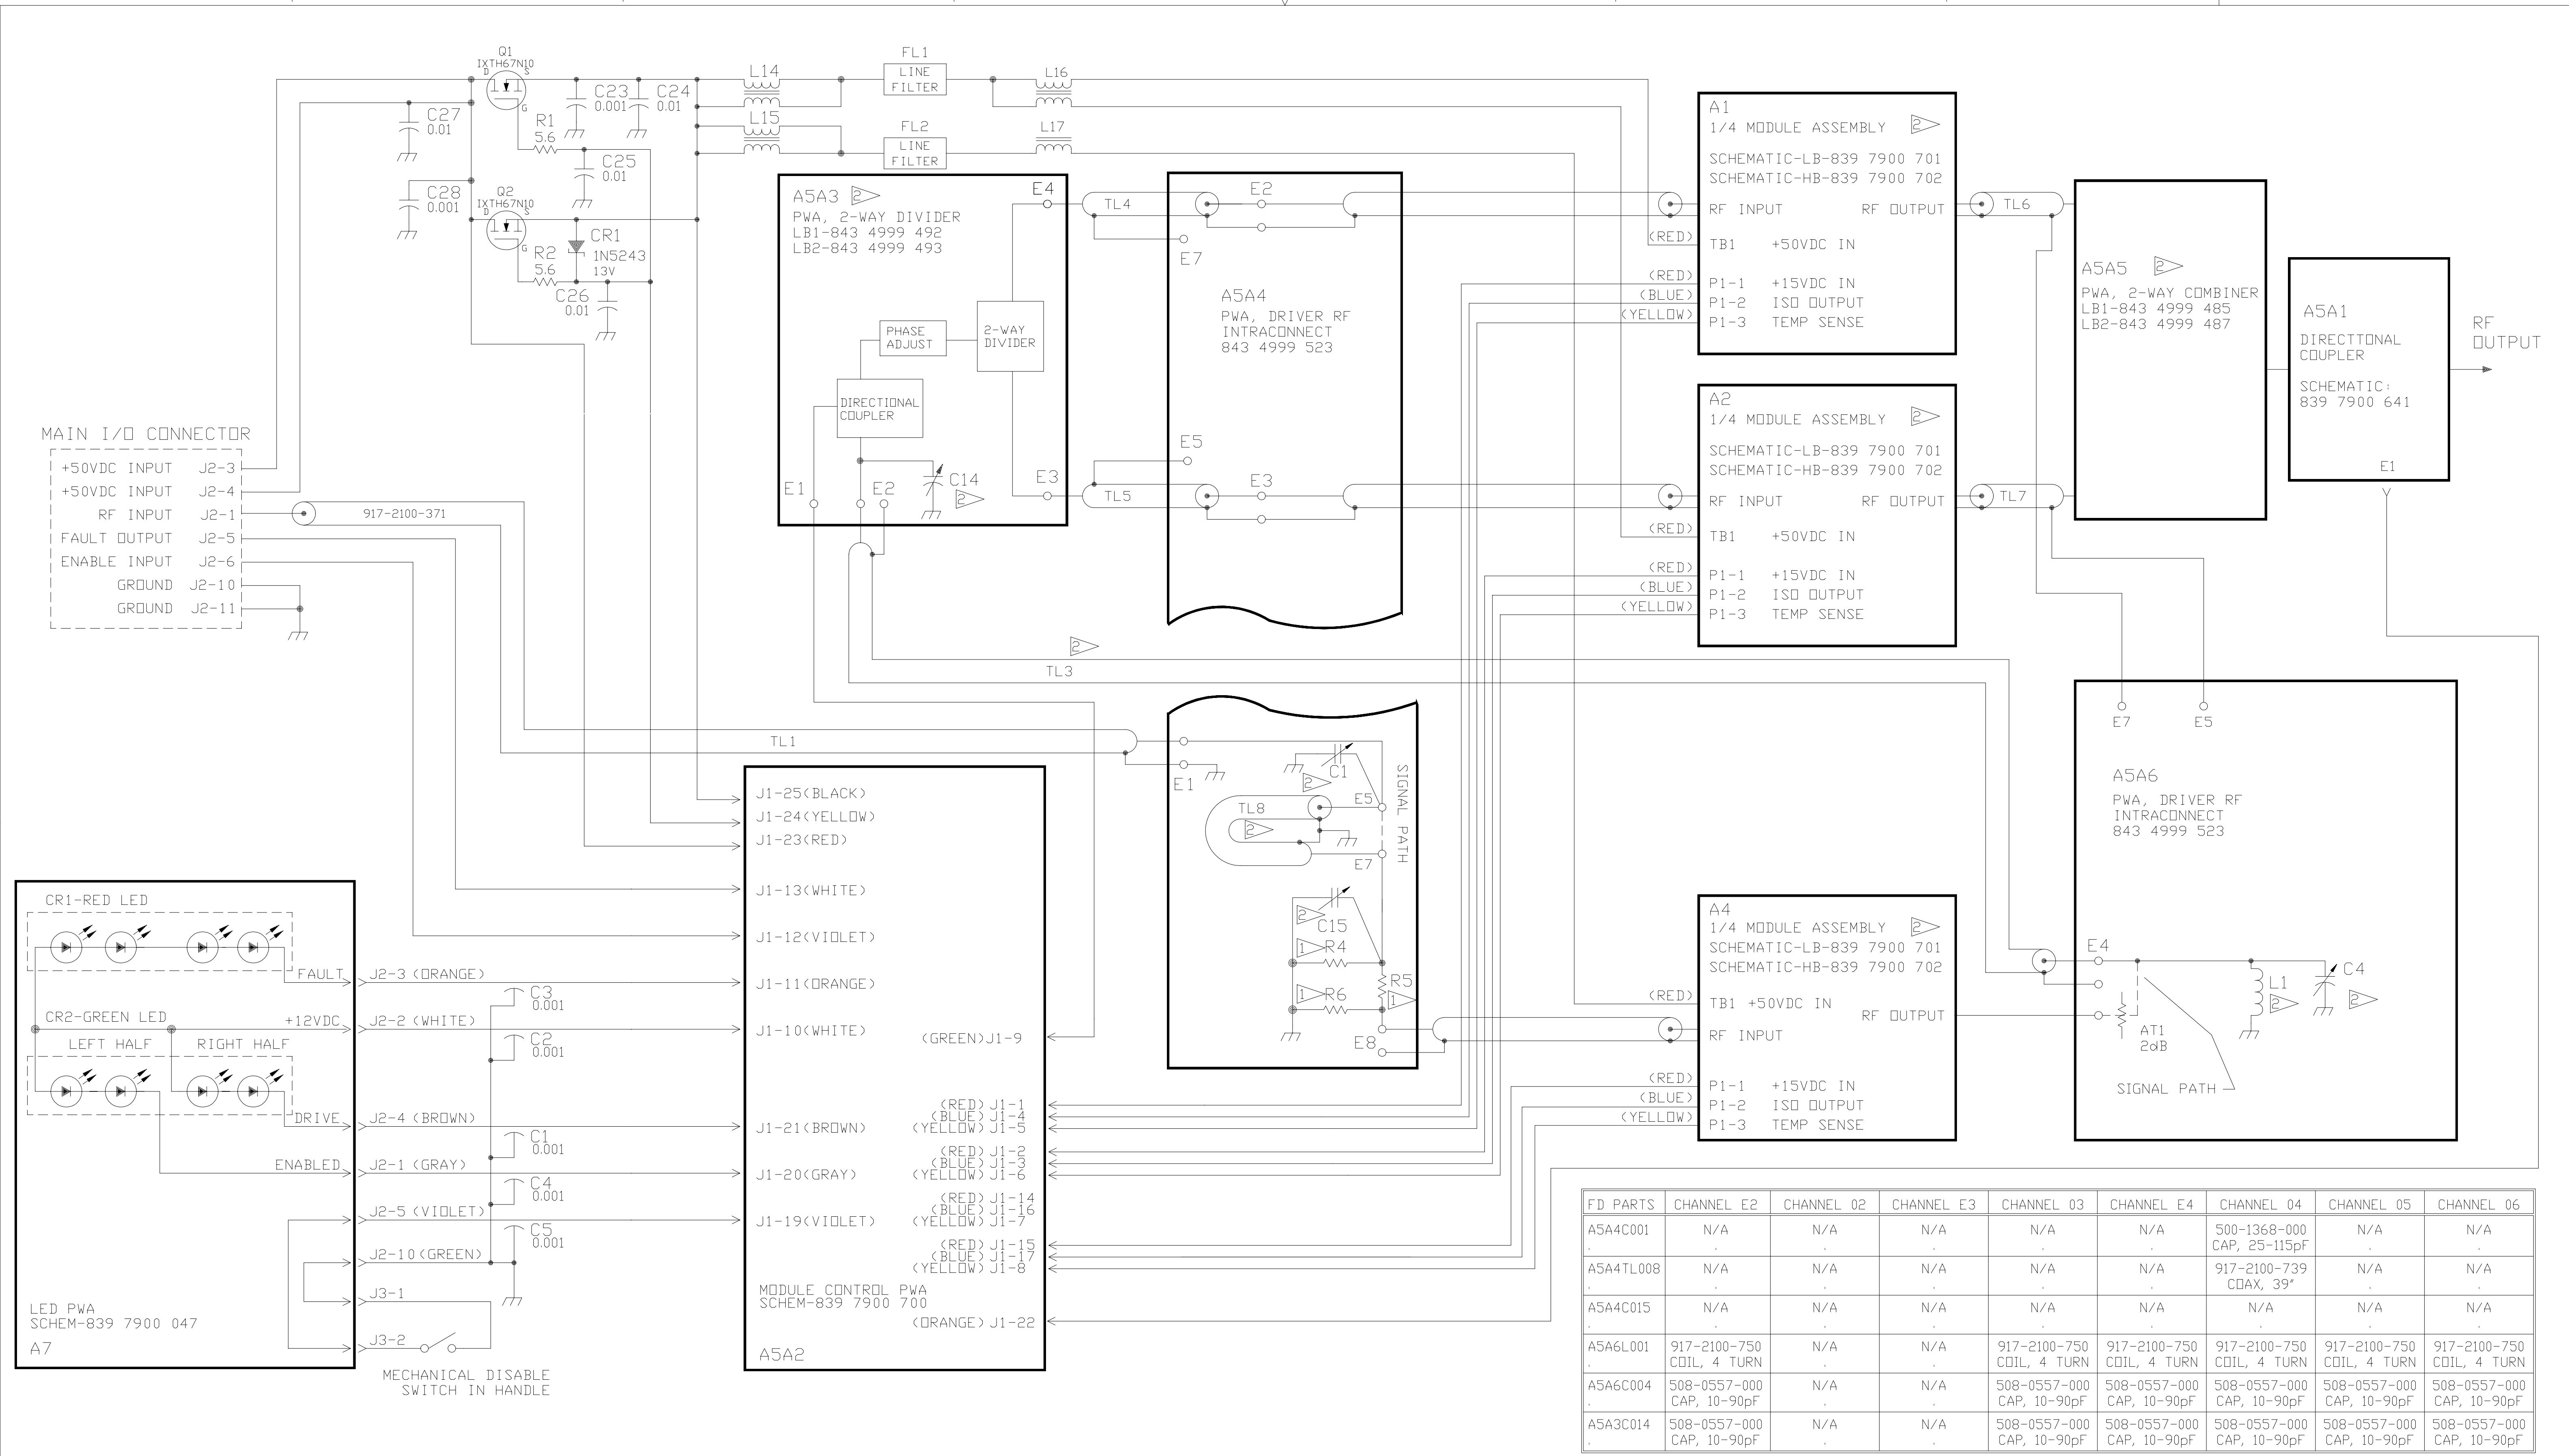 Q1
IXTH67N10
D
S
G
C27
0.01
R1
5.6
C23
0.001
C24
0.01
C25
0.01
C28
0.001
Q2
IXTH67N10
D
S
G
R2
5.6
CR1
1N5243
13V
C26
0.01
L14
L15
FL1
LINE
FILTER
FL2
LINE
FILTER
L16
L17
MAIN I/O CONNECTOR
+50VDC INPUT J2-3
+50VDC INPUT J2-4
RF INPUT J2-1
FAULT OUTPUT J2-5
ENABLE INPUT J2-6
GROUND J2-10
GROUND J2-11
917-2100-371
A5A3 2
PWA, 2-WAY DIVIDER
LB1-843 4999 492
LB2-843 4999 493
E4
PHASE
ADJUST
2-WAY
DIVIDER
DIRECTIONAL
COUPLER
E1
E2
C14
2
E3
TL4
E7
TL5
E5
E2
A5A4
PWA, DRIVER RF
INTRACONNECT
843 4999 523
E3
A1
1/4 MODULE ASSEMBLY 2
SCHEMATIC-LB-839 7900 701
SCHEMATIC-HB-839 7900 702
RF INPUT RF OUTPUT
(RED) TB1 +50VDC IN
(RED) P1-1 +15VDC IN
(BLUE) P1-2 ISO OUTPUT
(YELLOW) P1-3 TEMP SENSE
A2
1/4 MODULE ASSEMBLY 2
SCHEMATIC-LB-839 7900 701
SCHEMATIC-HB-839 7900 702
RF INPUT RF OUTPUT
(RED) TB1 +50VDC IN
(RED) P1-1 +15VDC IN
(BLUE) P1-2 ISO OUTPUT
(YELLOW) P1-3 TEMP SENSE
TL6
TL7
A5A5 2
PWA, 2-WAY COMBINER
LB1-843 4999 485
LB2-843 4999 487
A5A1
DIRECTTONAL
COUPLER
SCHEMATIC:
839 7900 641
E1
RF
OUTPUT
2
TL3
TL1
E1
C1
2
SIGNAL PATH
TL8
2
E5
E7
2
C15
1 R4
R5
1
1 R6
E8
A4
1/4 MODULE ASSEMBLY 2
SCHEMATIC-LB-839 7900 701
SCHEMATIC-HB-839 7900 702
(RED) TB1 +50VDC IN
RF OUTPUT
RF INPUT
(RED) P1-1 +15VDC IN
(BLUE) P1-2 ISO OUTPUT
(YELLOW) P1-3 TEMP SENSE
E7
E5
A5A6
PWA, DRIVER RF
INTRACONNECT
843 4999 523
E4
L1
2
C4
2
AT1
2dB
SIGNAL PATH
J1-25(BLACK)
J1-24(YELLOW)
J1-23(RED)
J1-13(WHITE)
J1-12(VIOLET)
J1-11(ORANGE)
J1-10(WHITE)
J1-21(BROWN)
J1-20(GRAY)
J1-19(VIOLET)
(GREEN)J1-9
(RED) J1-1
(BLUE) J1-4
(YELLOW) J1-5
(RED) J1-2
(BLUE) J1-3
(YELLOW) J1-6
(RED) J1-14
(BLUE) J1-16
(YELLOW) J1-7
(RED) J1-15
(BLUE) J1-17
(YELLOW) J1-8
(ORANGE) J1-22
MODULE CONTROL PWA
SCHEM-839 7900 700
A5A2
CR1-RED LED
FAULT
CR2-GREEN LED
+12VDC
LEFT HALF RIGHT HALF
DRIVE
ENABLED
LED PWA
SCHEM-839 7900 047
A7
J2-3 (ORANGE)
J2-2 (WHITE)
J2-4 (BROWN)
J2-1 (GRAY)
J2-5 (VIOLET)
J2-10(GREEN)
J3-1
J3-2
C3
0.001
C2
0.001
C1
0.001
C4
0.001
C5
0.001
MECHANICAL DISABLE
SWITCH IN HANDLE
FD PARTS CHANNEL E2 CHANNEL 02 CHANNEL E3 CHANNEL 03 CHANNEL E4 CHANNEL 04 CHANNEL 05 CHANNEL 06
A5A4C001 N/A N/A N/A N/A N/A 500-1368-000 N/A N/A
CAP, 25-115pF
A5A4TL008 N/A N/A N/A N/A N/A 917-2100-739 N/A N/A
COAX, 39"
A5A4C015 N/A N/A N/A N/A N/A N/A N/A N/A
A5A6L001 917-2100-750 N/A N/A 917-2100-750 917-2100-750 917-2100-750 917-2100-750 917-2100-750
COIL, 4 TURN COIL, 4 TURN COIL, 4 TURN COIL, 4 TURN COIL, 4 TURN COIL, 4 TURN
A5A6C004 508-0557-000 N/A N/A 508-0557-000 508-0557-000 508-0557-000 508-0557-000 508-0557-000
CAP, 10-90pF CAP, 10-90pF CAP, 10-90pF CAP, 10-90pF CAP, 10-90pF CAP, 10-90pF
A5A3C014 508-0557-000 N/A N/A 508-0557-000 508-0557-000 508-0557-000 508-0557-000 508-0557-000
CAP, 10-90pF CAP, 10-90pF CAP, 10-90pF CAP, 10-90pF CAP, 10-90pF CAP, 10-90pF